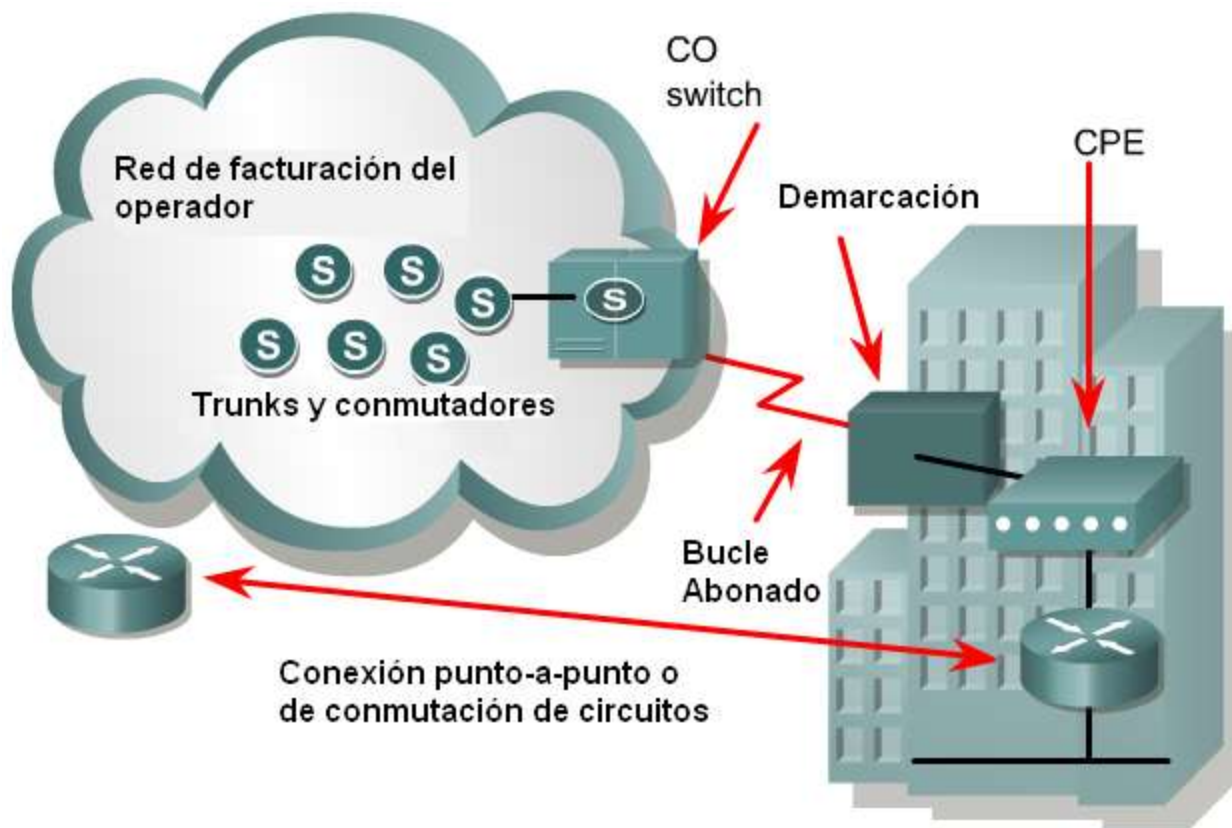 CO
switch
CPE
Red de facturación del
operador
Demarcación
S
S
S
S
S
S
S
Trunks y conmutadores
Bucle
Abonado
Conexión punto-a-punto o
de conmutación de circuitos